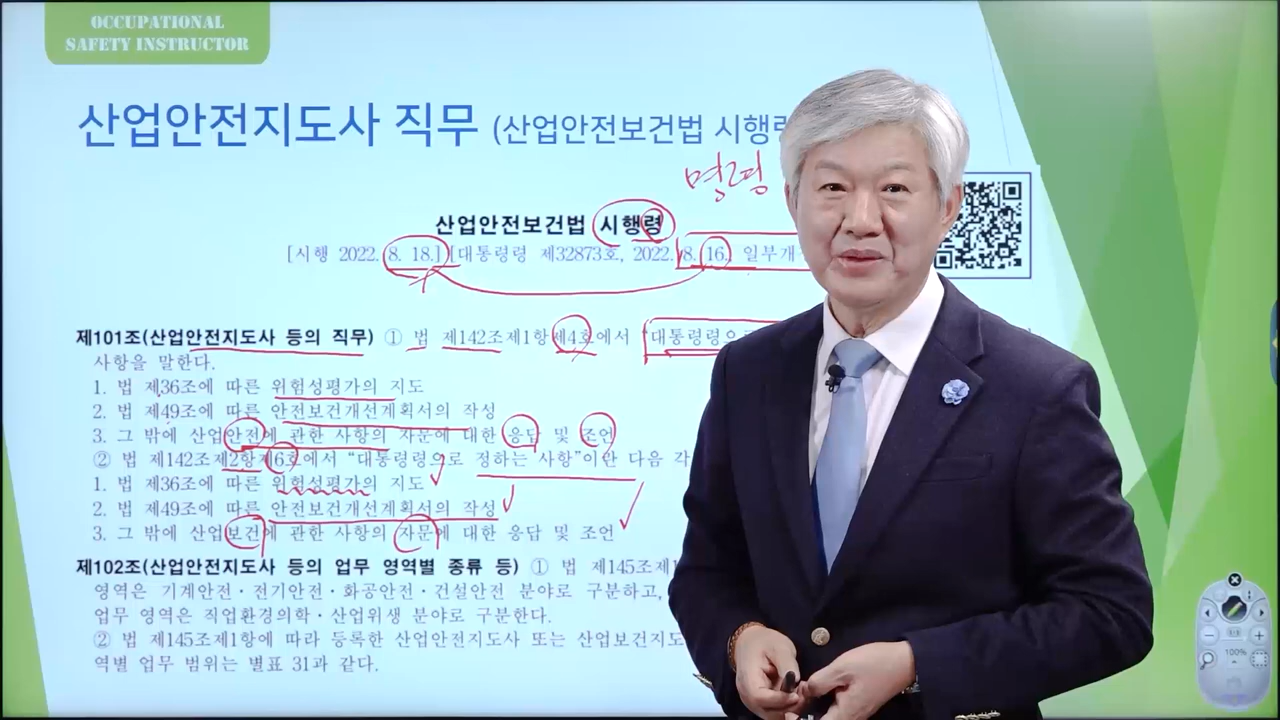 OCCUPATIONAL
SAFETY INSTRUCTOR
산업안전지도사 직무 (산업안전보건법 시행
명령
산업안전보건법 시행령
[시행 2022. 8. 18.] [대통령령 제32873호, 2022. 8. 16. 일부개
제101조(산업안전지도사 등의 직무) ① 법 제142조제1항제4호에서 “대통령령으
사항을 말한다.
1. 법 제36조에 따른 위험성평가의 지도
2. 법 제49조에 따른 안전보건개선계획서의 작성
3. 그 밖에 산업안전에 관한 사항의 자문에 대한 응답 및 조언
② 법 제142조제2항제6호에서 “대통령령으로 정하는 사항”이란 다음 각
1. 법 제36조에 따른 위험성평가의 지도
2. 법 제49조에 따른 안전보건개선계획서의 작성
3. 그 밖에 산업보건에 관한 사항의 자문에 대한 응답 및 조언
제102조(산업안전지도사 등의 업무 영역별 종류 등) ① 법 제145조제1
영역은 기계안전·전기안전·화공안전·건설안전 분야로 구분하고,
업무 영역은 직업환경의학·산업위생 분야로 구분한다.
② 법 제145조제1항에 따라 등록한 산업안전지도사 또는 산업보건지도
역별 업무 범위는 별표 31과 같다.
100%